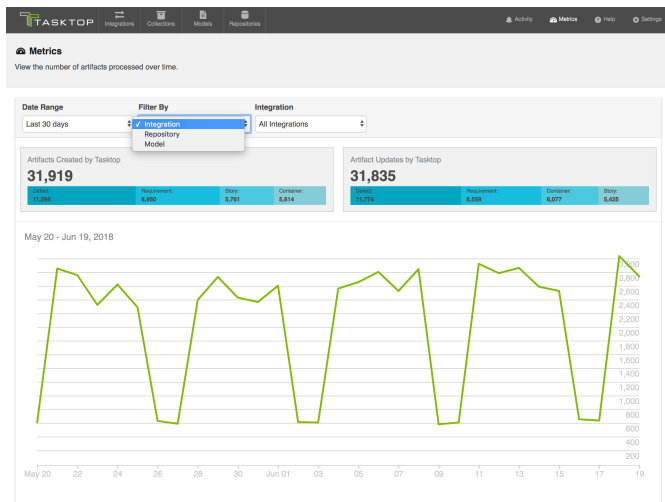 TASKTOP
Integrations Collections Models Repositories
Activity Metrics Help Settings
Metrics
View the number of artifacts processed over time.
Date Range Filter By Integration
Last 30 days ✓ Integration All Integrations
Repository
Model
Artifacts Created by Tasktop Artifact Updates by Tasktop
31,919 31,835
Defect: Requirement: Story: Container: Defect: Requirement: Container: Story:
11,594 8,950 5,761 5,614 11,774 8,559 6,077 5,425
May 20 - Jun 19, 2018
3,000
2,800
2,600
2,400
2,200
2,000
1,800
1,600
1,400
1,200
1,000
800
600
400
200
May 20 22 24 26 28 30 Jun 01 03 05 07 09 11 13 15 17 19